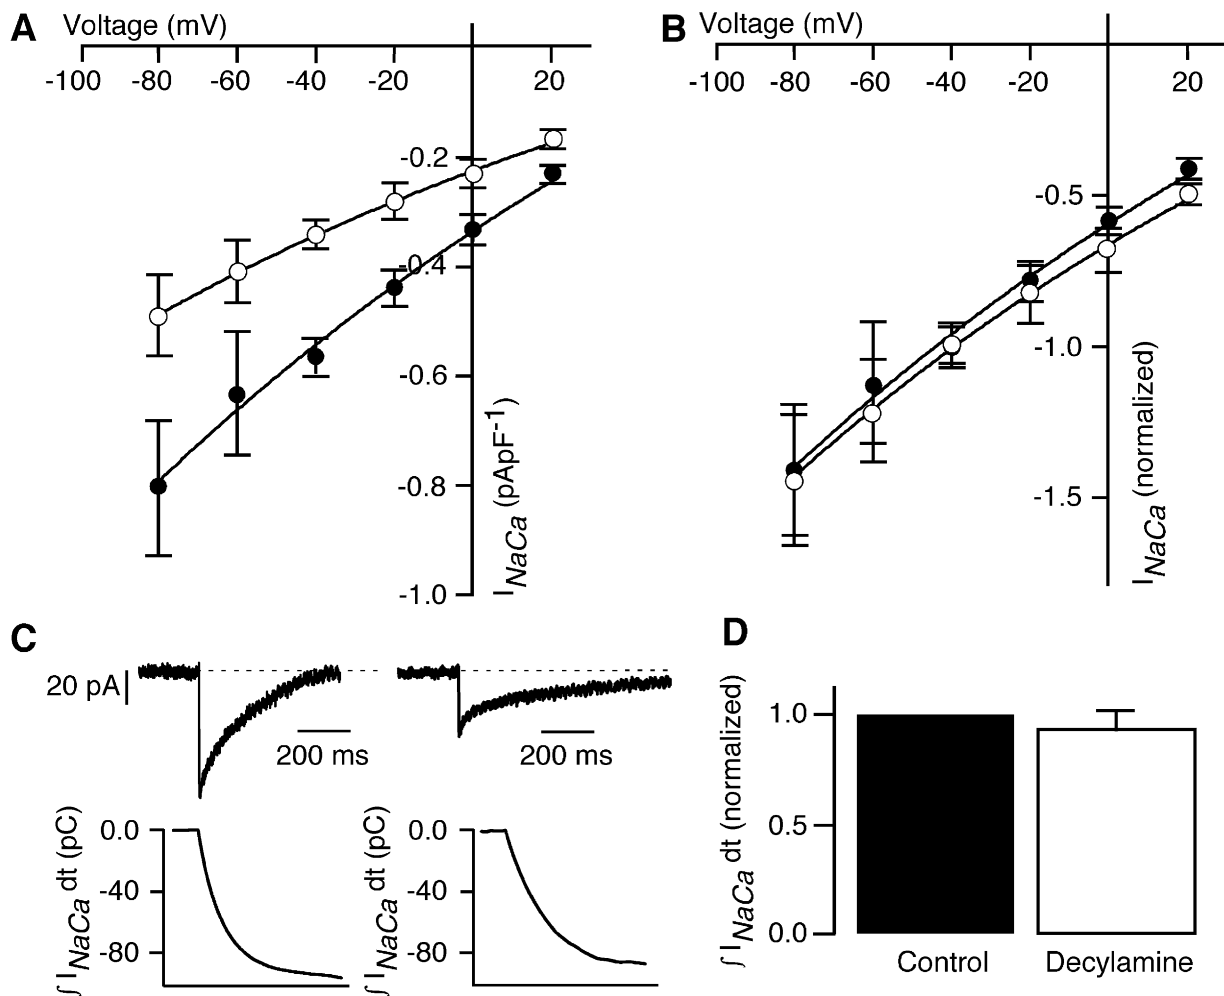 A
Voltage (mV)
-100 -80 -60 -40 -20 20
-0.2
-0.4
-0.6
-0.8
-1.0
I NaCa (pApF-1)
B
Voltage (mV)
-100 -80 -60 -40 -20 20
-0.5
-1.0
-1.5
I NaCa (normalized)
C
20 pA
200 ms
200 ms
∫ I NaCa dt (pC)
0.0
-40
-80
∫ I NaCa dt (pC)
0.0
-40
-80
D
∫ I NaCa dt (normalized)
1.0
0.5
0.0
Control Decylamine